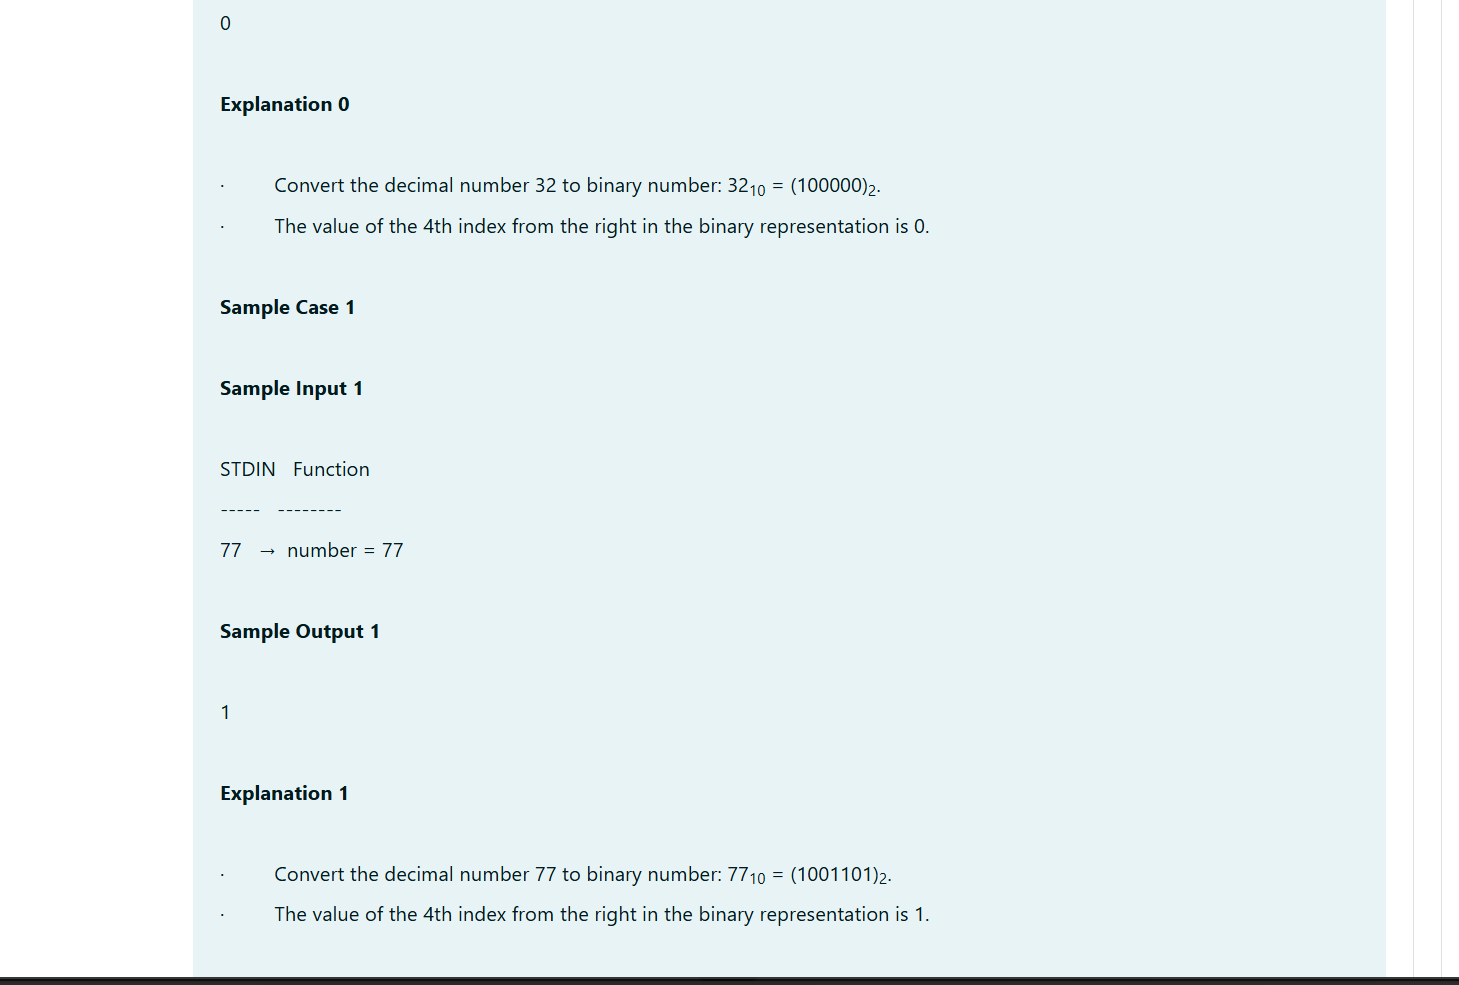 0
Explanation 0
· Convert the decimal number 32 to binary number: 32₁₀ = (100000)₂.
· The value of the 4th index from the right in the binary representation is 0.
Sample Case 1
Sample Input 1
STDIN Function
----- --------
77 → number = 77
Sample Output 1
1
Explanation 1
· Convert the decimal number 77 to binary number: 77₁₀ = (1001101)₂.
· The value of the 4th index from the right in the binary representation is 1.